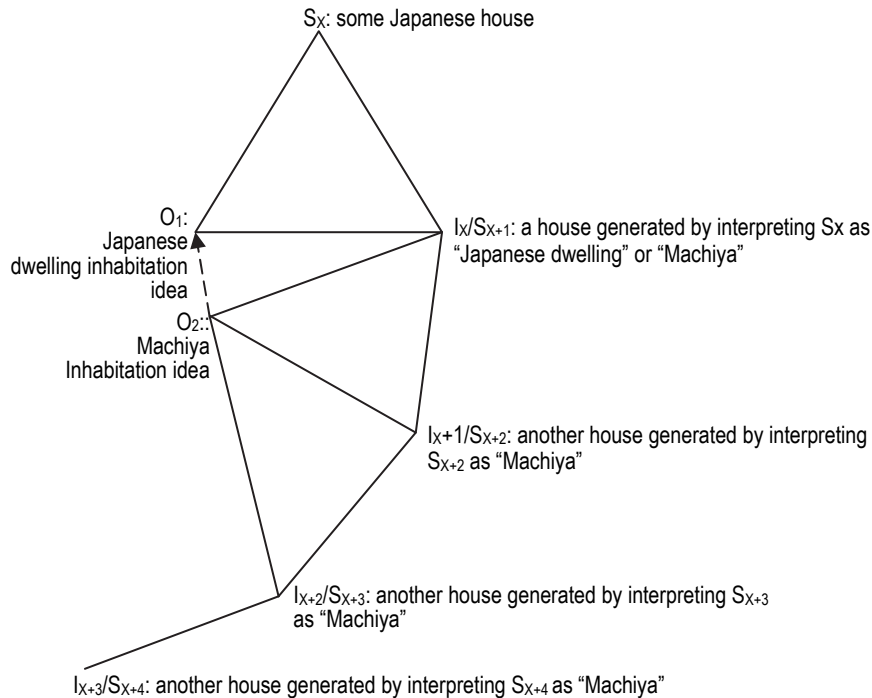 Sₓ: some Japanese house
O₁:
Japanese
dwelling inhabitation
idea
Iₓ/Sₓ₊₁: a house generated by interpreting Sx as
“Japanese dwelling” or “Machiya”
O₂::
Machiya
Inhabitation idea
Iₓ+1/Sₓ₊₂: another house generated by interpreting
Sₓ₊₂ as “Machiya”
Iₓ₊₂/Sₓ₊₃: another house generated by interpreting Sₓ₊₃
as “Machiya”
Iₓ₊₃/Sₓ₊₄: another house generated by interpreting Sₓ₊₄ as “Machiya”